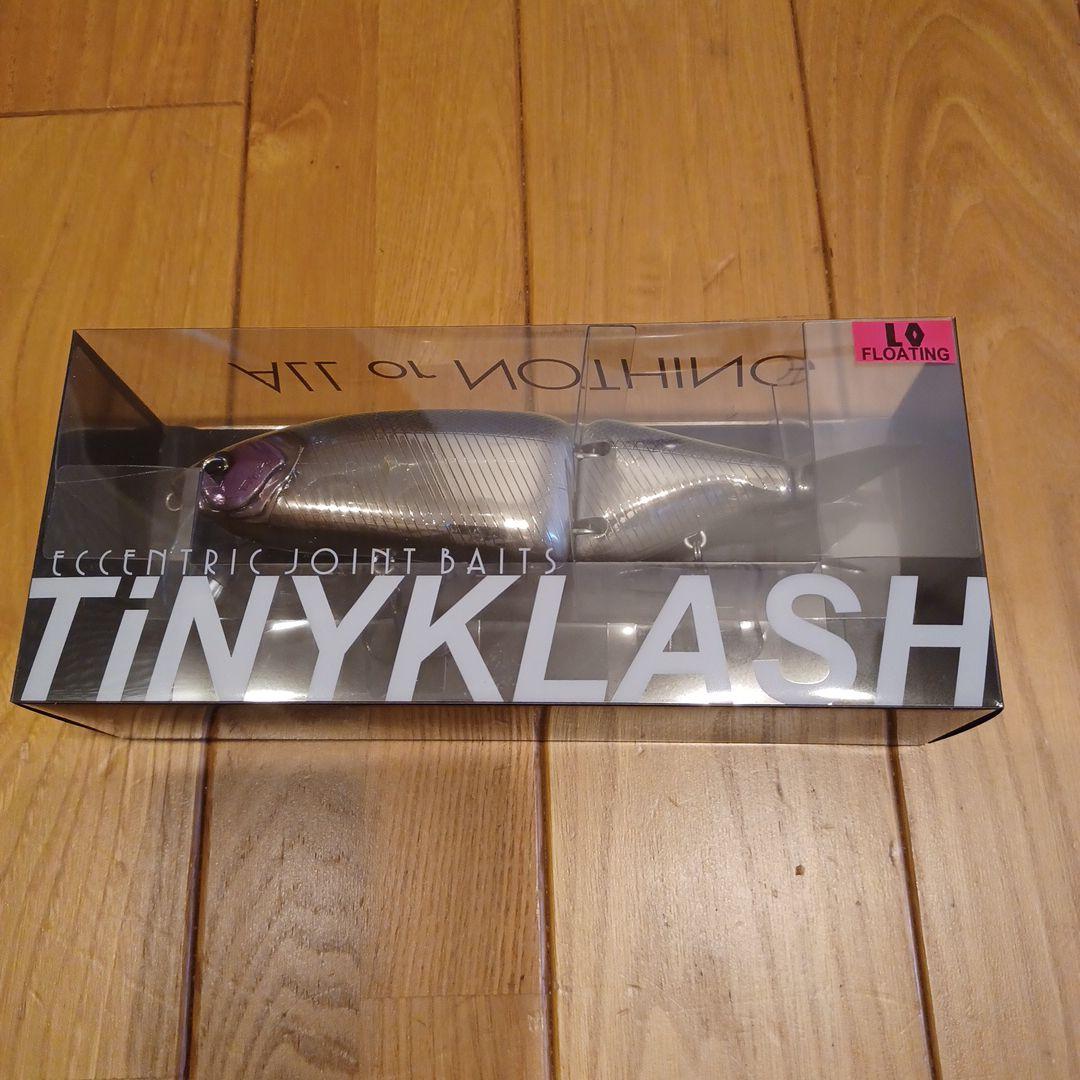 LO
FLOATING
ALL or NOTHING
ECCENTRIC JOINT BAITS
TiNYKLASH